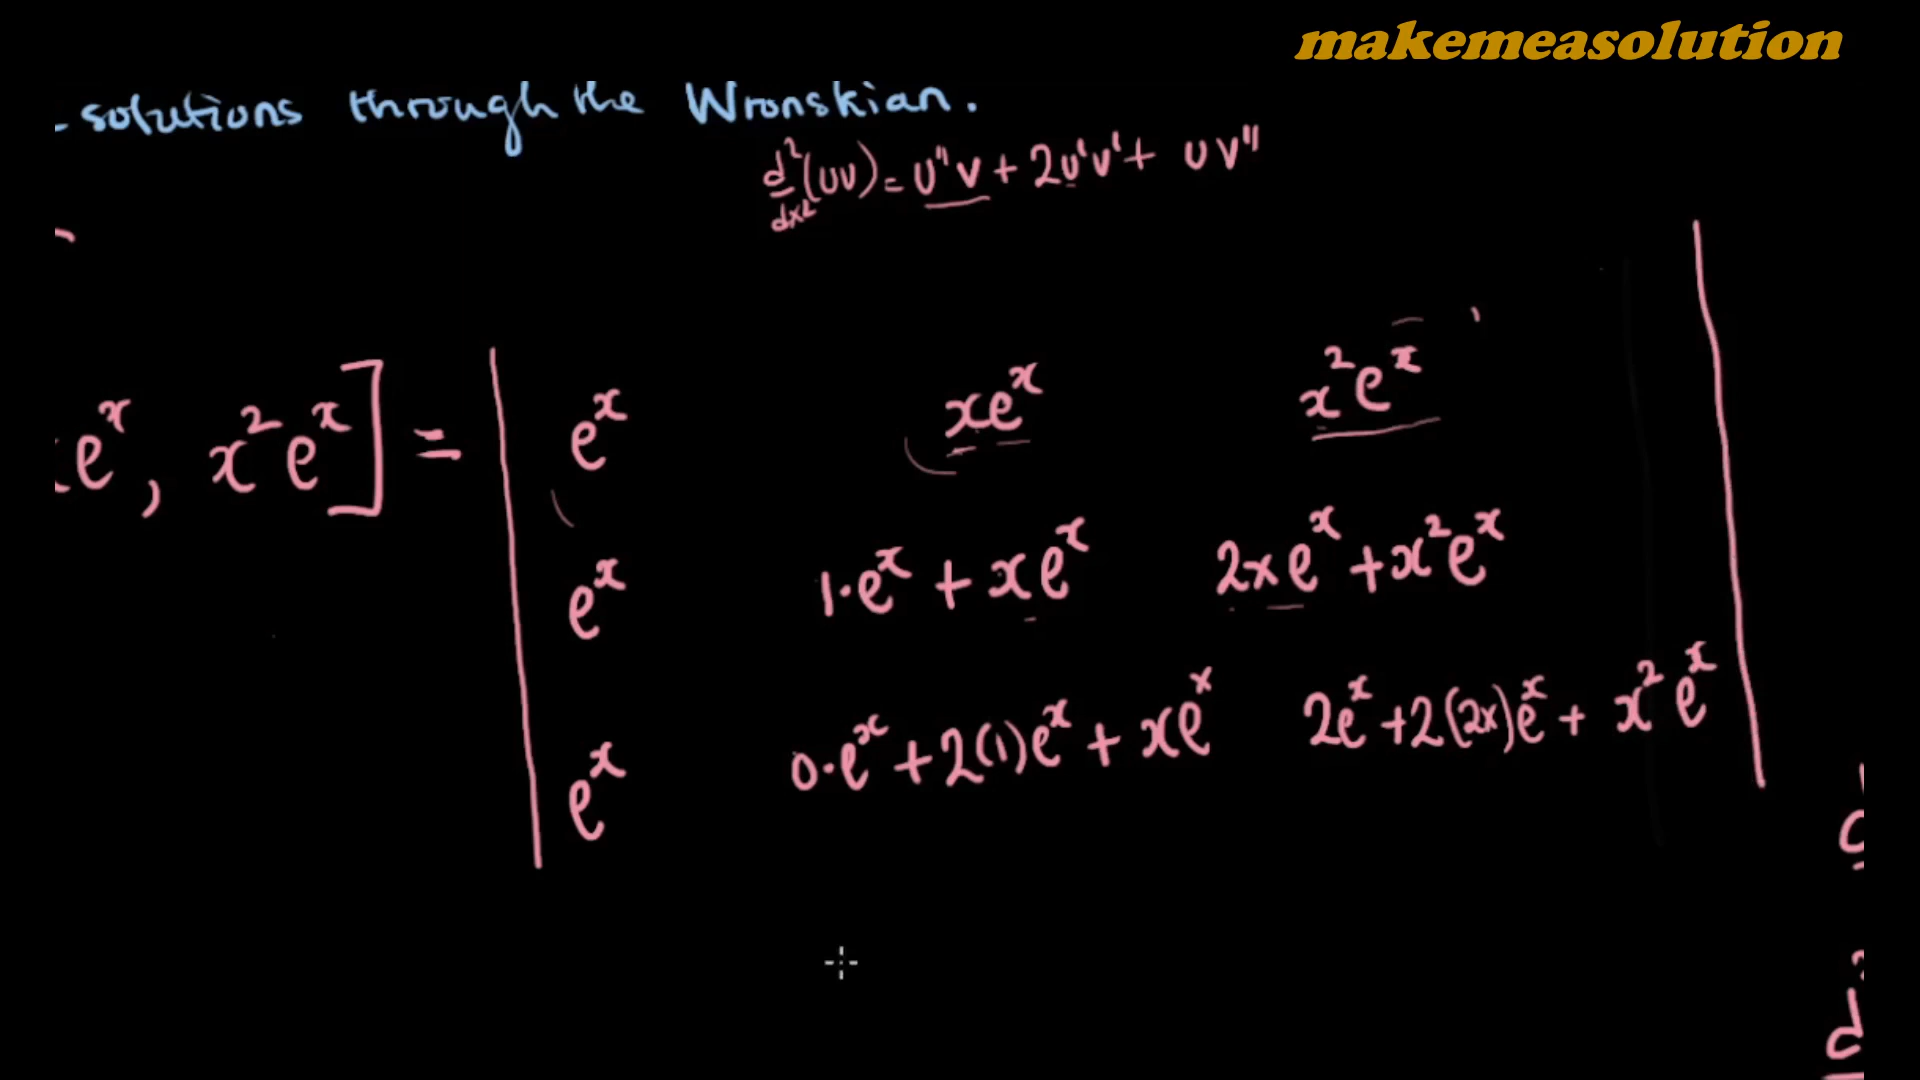 makemeasolution
- solutions through the Wronskian.
d²/dx² (uv) = u''v + 2u'v' + uv''
e^x, x²e^x] = | e^x xe^x x²e^x |
e^x 1·e^x + xe^x 2xe^x + x²e^x
e^x 0·e^x + 2(1)e^x + xe^x 2e^x + 2(2x)e^x + x²e^x